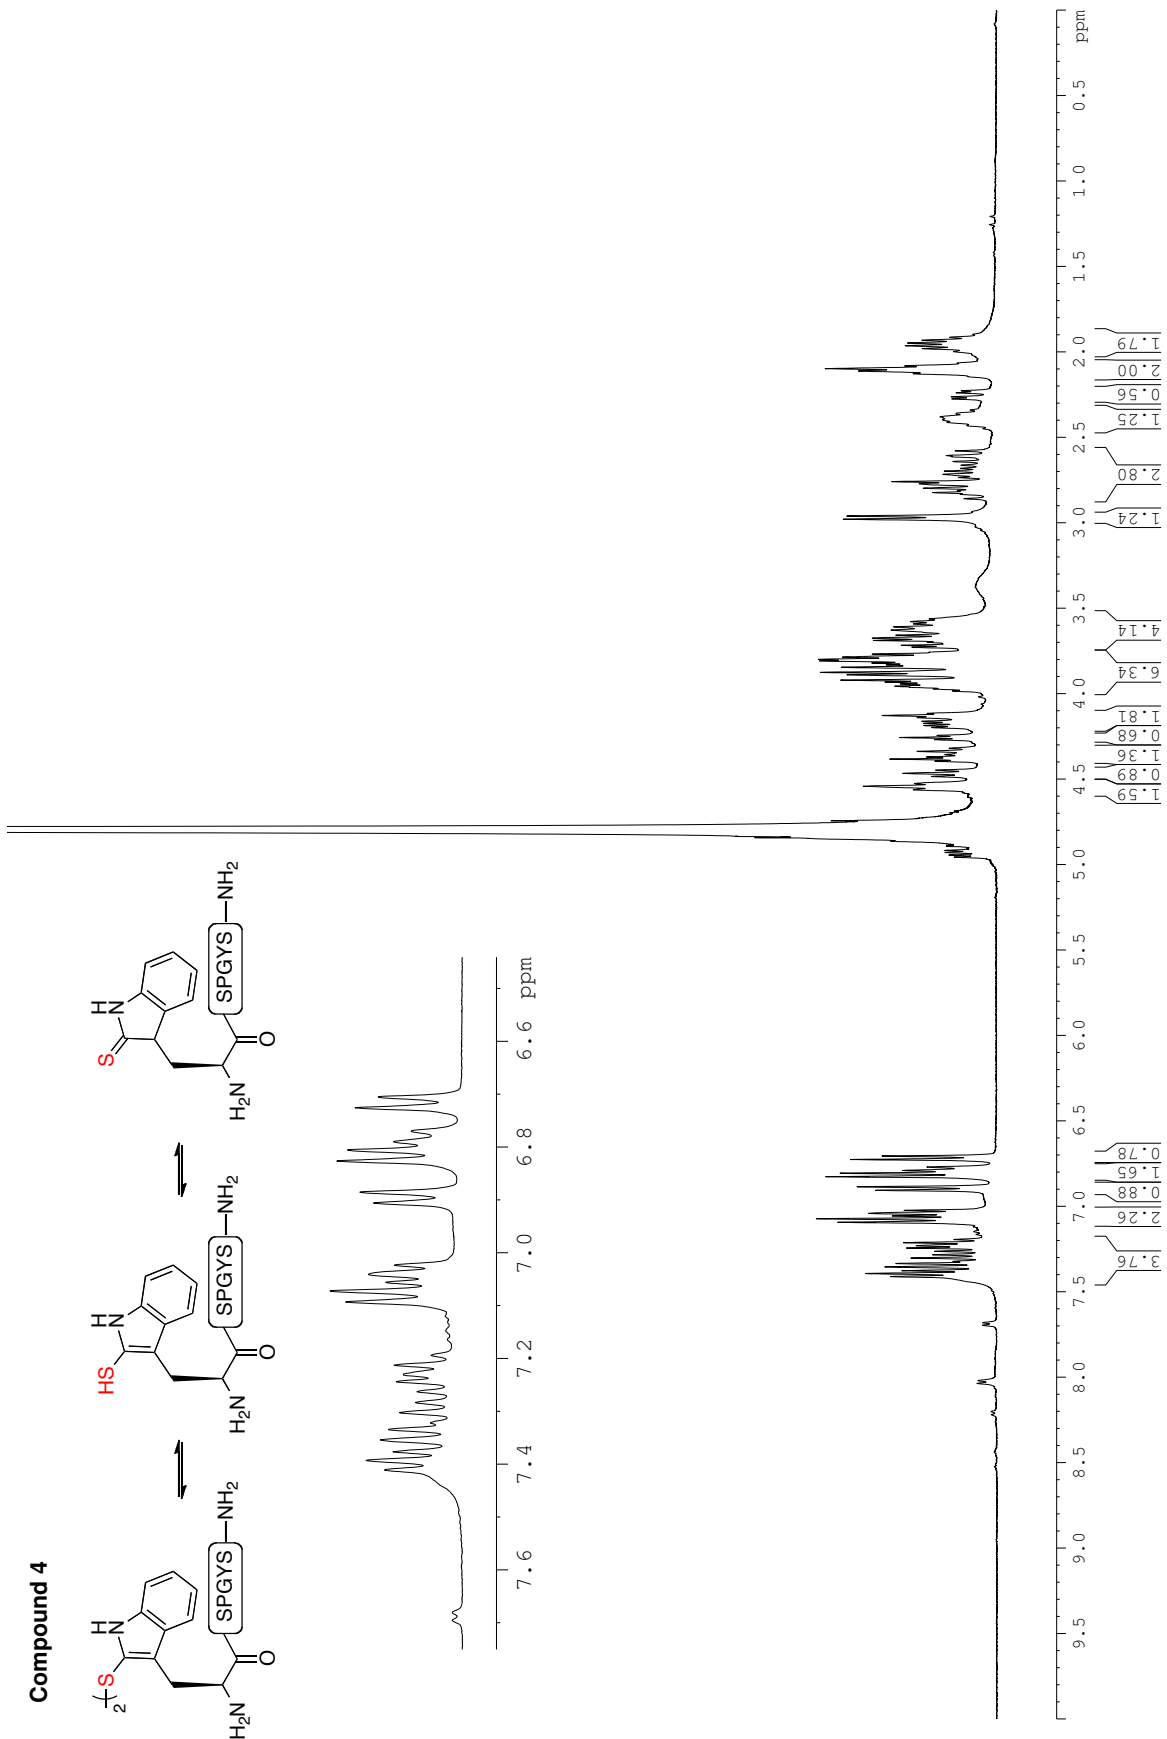 Compound 4
( S
2
H
N
H₂N
O
SPGYS
NH₂
HS
H
N
H₂N
O
SPGYS
NH₂
S
H
N
H₂N
O
SPGYS
NH₂
7.6 7.4 7.2 7.0 6.8 6.6 ppm
9.5 9.0 8.5 8.0 7.5 7.0 6.5 6.0 5.5 5.0 4.5 4.0 3.5 3.0 2.5 2.0 1.5 1.0 0.5 ppm
3.76
2.26
0.88
1.65
0.78
1.59
0.89
1.36
0.68
1.81
6.34
4.14
1.24
2.80
1.25
0.56
2.00
1.79